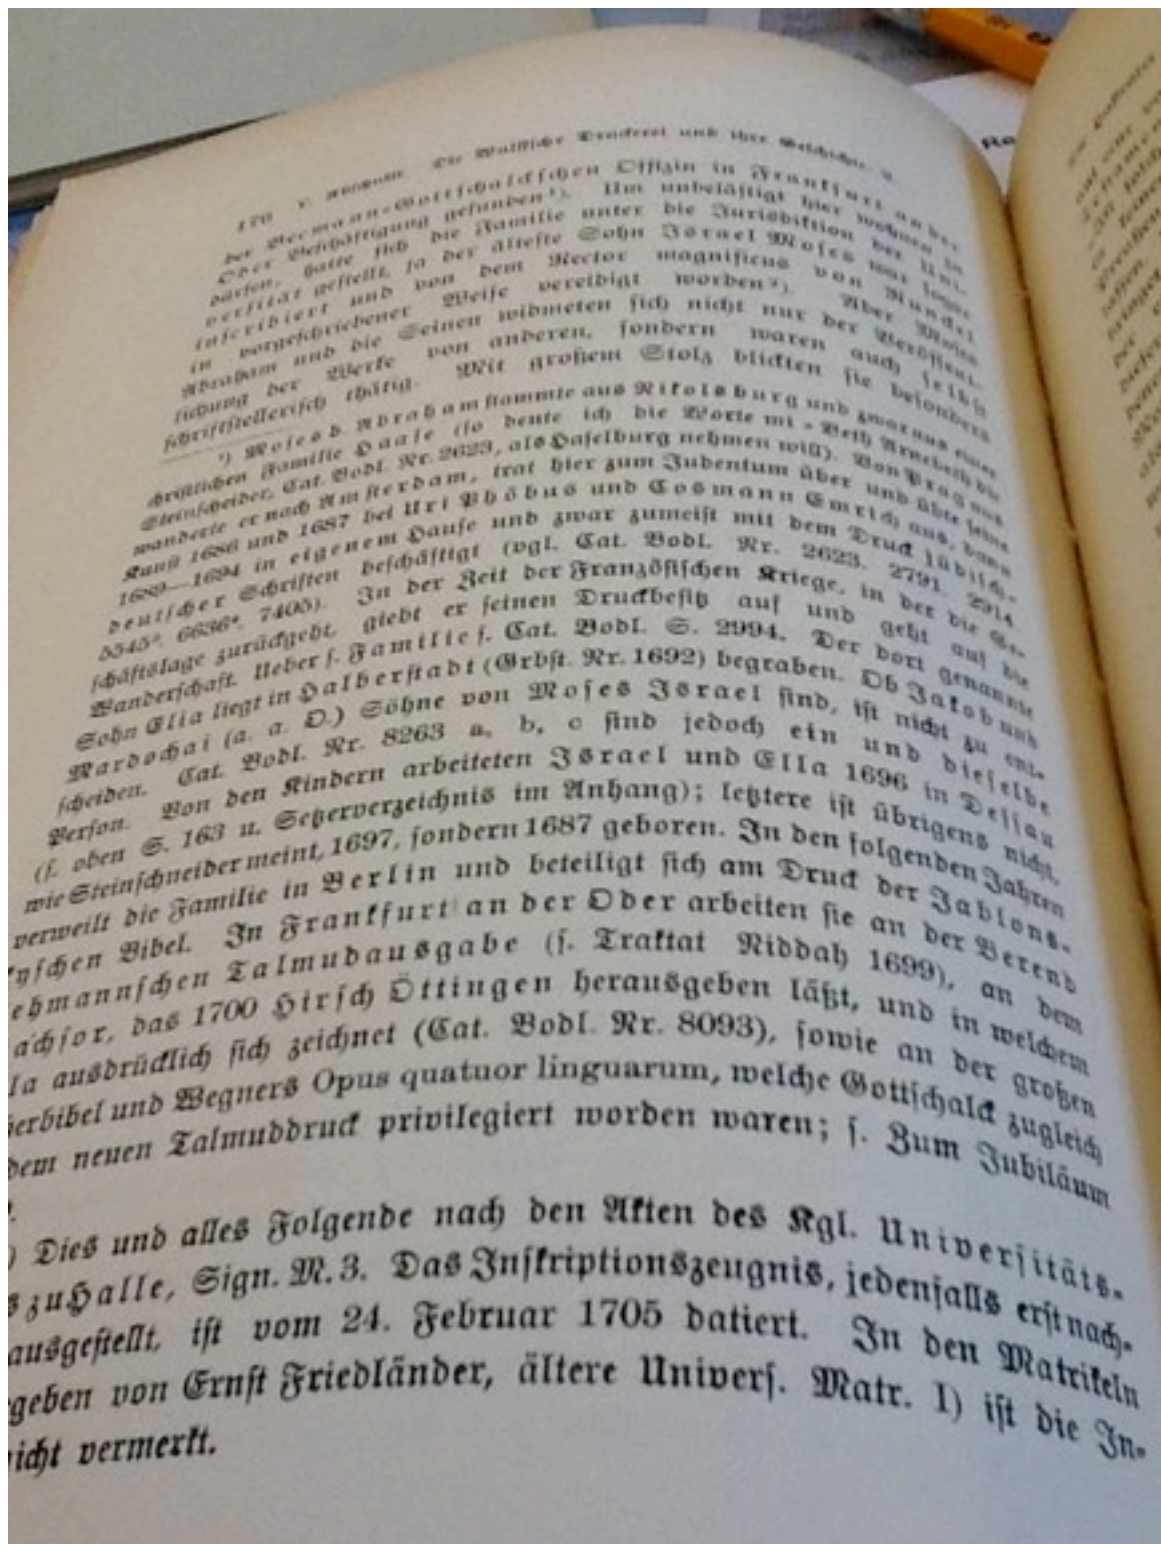 176 V. Abschnitt. Die Wulffsche Druckerei und ihre Geschichte. II.
der Beermann-Gottschalckschen Offizin in Frankfurt an der
Oder Beschäftigung gefunden¹). Um unbelästigt hier wohnen zu
dürfen, hatte sich die Familie unter die Jurisdiktion der Uni-
versität gestellt, ja der älteste Sohn Israel Moses war sogar
inscribiert und von dem Rector magnificus von Runckel
in vorgeschriebener Weise vereidigt worden²). Aber Moses
Abraham und die Seinen widmeten sich nicht nur der Veröffent-
lichung der Werke von anderen, sondern waren auch selbst
schriftstellerisch thätig. Mit großem Stolz blickten sie besonders
¹) Moses b. Abraham stammte aus Nikolsburg und zwar aus einer
christlichen Familie Haase (so deute ich die Worte mi-Beth Arnebeth die
Steinschneider, Cat. Bodl. Nr. 2623, als Haselburg nehmen will). Von Prag aus
wanderte er nach Amsterdam, trat hier zum Judentum über und übte seine
Kunst 1686 und 1687 bei Uri Phöbus und Cosmann Emrich aus, dann
1689—1694 in eigenem Hause und zwar zumeist mit dem Druck jüdisch-
deutscher Schriften beschäftigt (vgl. Cat. Bodl. Nr. 2623. 2791. 2914
5545². 6636⁴. 7405). In der Zeit der Französischen Kriege, in der die Ge-
schäftslage zurückgeht, giebt er seinen Druckbesitz auf und geht auf die
Wanderschaft. Ueber s. Familie s. Cat. Bodl. S. 2994. Der dort genannte
Sohn Elia liegt in Halberstadt (Grbst. Nr. 1692) begraben. Ob Jakob und
Mardochai (a. a. O.) Söhne von Moses Israel sind, ist nicht zu ent-
scheiden. Cat. Bodl. Nr. 8263 a, b, c sind jedoch ein und dieselbe
Person. Von den Kindern arbeiteten Israel und Ella 1696 in Dessau
(s. oben S. 163 u. Setzerverzeichnis im Anhang); letztere ist übrigens nicht,
wie Steinschneider meint, 1697, sondern 1687 geboren. In den folgenden Jahren
verweilt die Familie in Berlin und beteiligt sich am Druck der Jablons-
kyschen Bibel. In Frankfurt an der Oder arbeiten sie an der Berend
ehmannschen Talmudausgabe (s. Traktat Niddah 1699), an dem
achsor, das 1700 Hirsch Öttingen herausgeben läßt, und in welchem
la ausdrücklich sich zeichnet (Cat. Bodl. Nr. 8093), sowie an der großen
erbibel und Wegners Opus quatuor linguarum, welche Gottschalck zugleich
dem neuen Talmuddruck privilegiert worden waren; s. Zum Jubiläum
) Dies und alles Folgende nach den Akten des Kgl. Universitäts-
s zu Halle, Sign. M. 3. Das Inskriptionszeugnis, jedenfalls erst nach-
ausgestellt, ist vom 24. Februar 1705 datiert. In den Matrikeln
geben von Ernst Friedländer, ältere Univers. Matr. I) ist die In-
icht vermerkt.